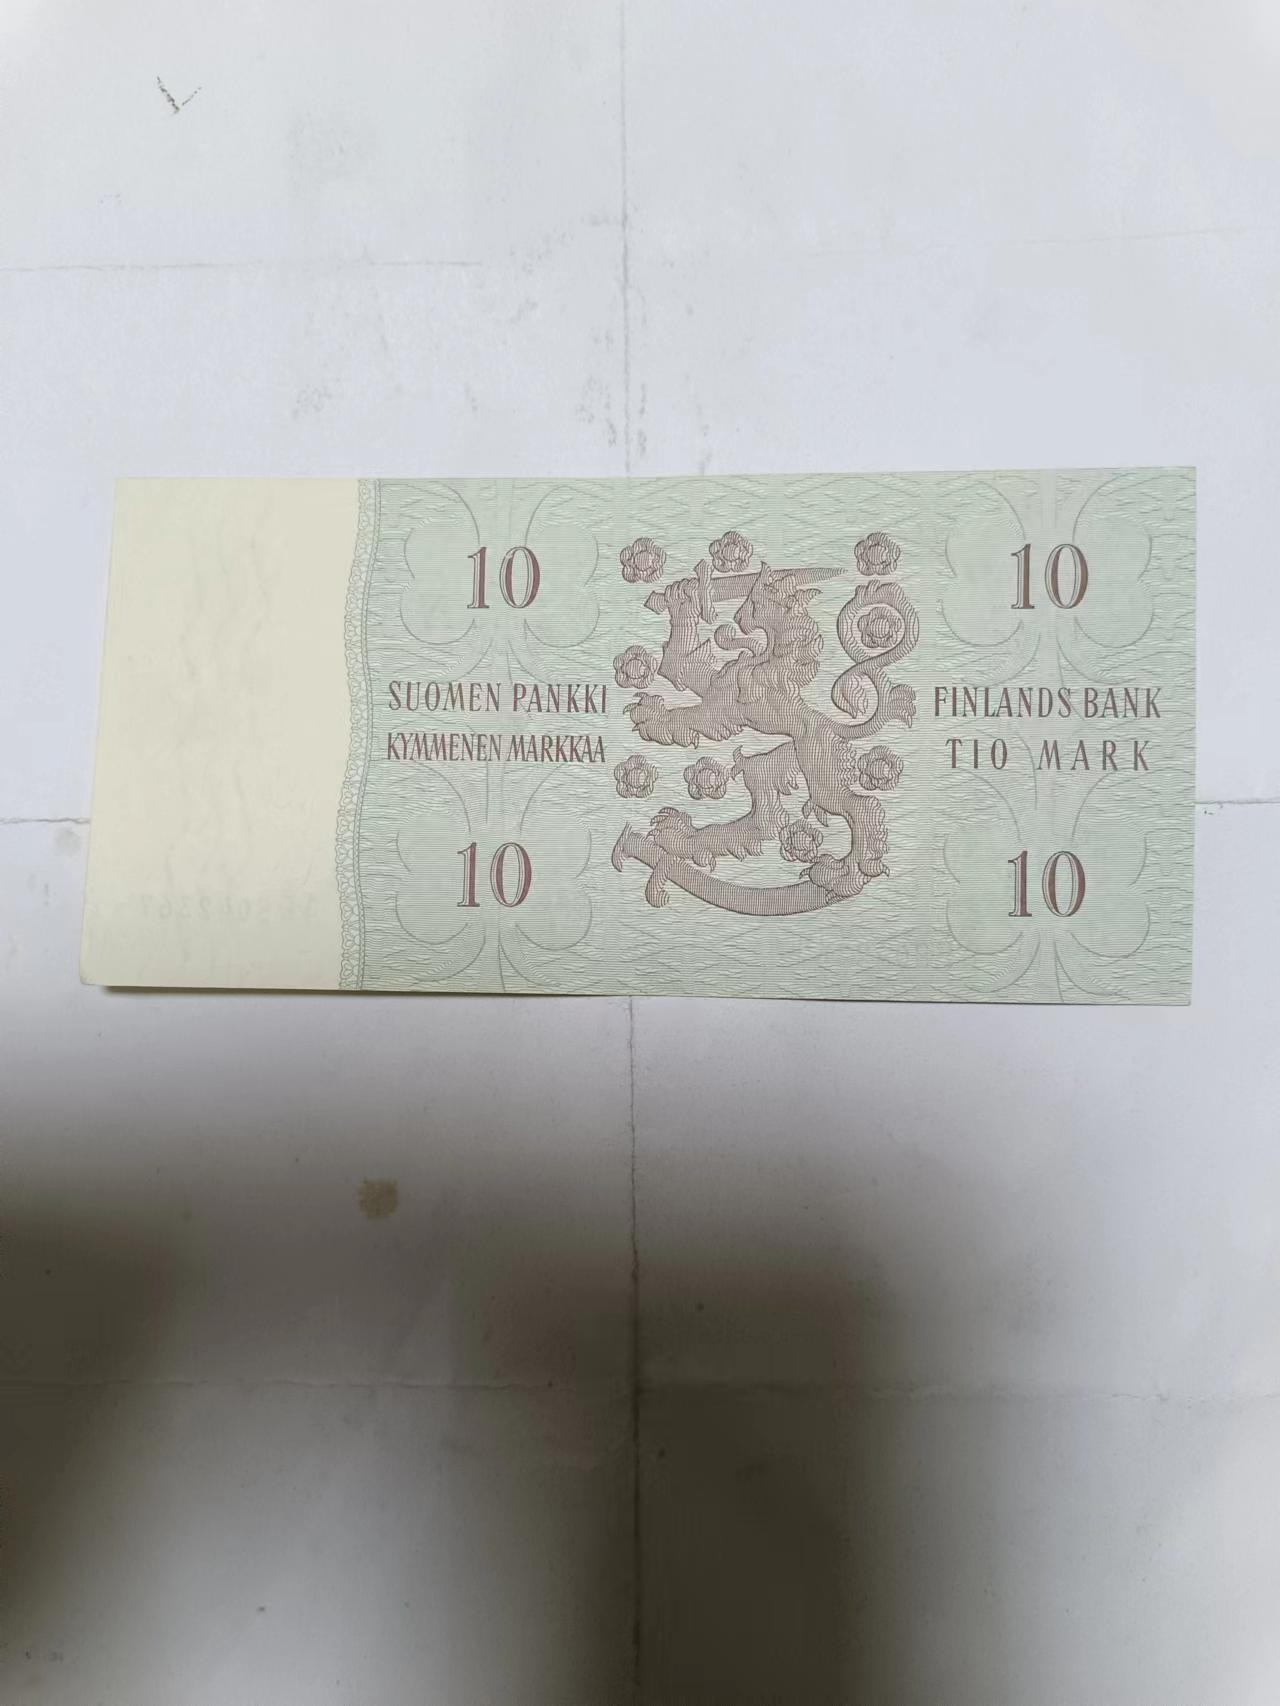 10
10
SUOMEN PANKKI
KYMMENEN MARKKAA
FINLANDS BANK
TIO MARK
10
10